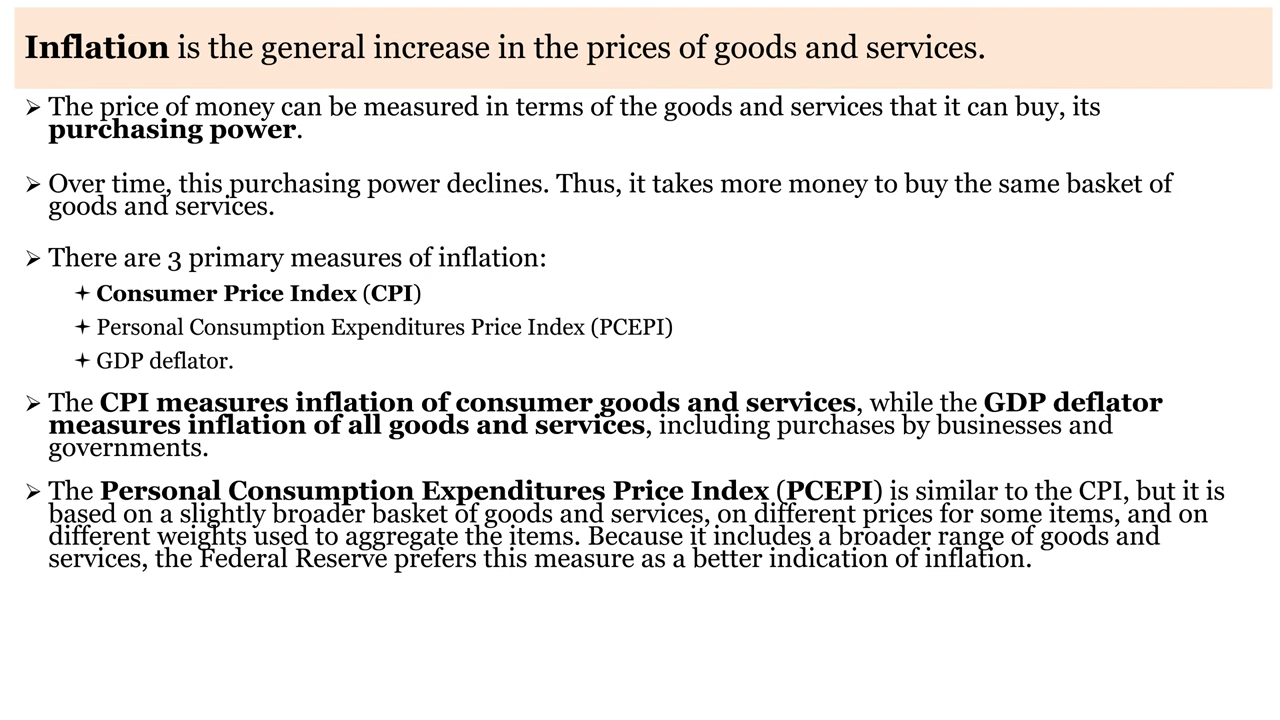 Inflation is the general increase in the prices of goods and services.
➢ The price of money can be measured in terms of the goods and services that it can buy, its
purchasing power.
➢ Over time, this purchasing power declines. Thus, it takes more money to buy the same basket of
goods and services.
➢ There are 3 primary measures of inflation:
✦ Consumer Price Index (CPI)
✦ Personal Consumption Expenditures Price Index (PCEPI)
✦ GDP deflator.
➢ The CPI measures inflation of consumer goods and services, while the GDP deflator
measures inflation of all goods and services, including purchases by businesses and
governments.
➢ The Personal Consumption Expenditures Price Index (PCEPI) is similar to the CPI, but it is
based on a slightly broader basket of goods and services, on different prices for some items, and on
different weights used to aggregate the items. Because it includes a broader range of goods and
services, the Federal Reserve prefers this measure as a better indication of inflation.